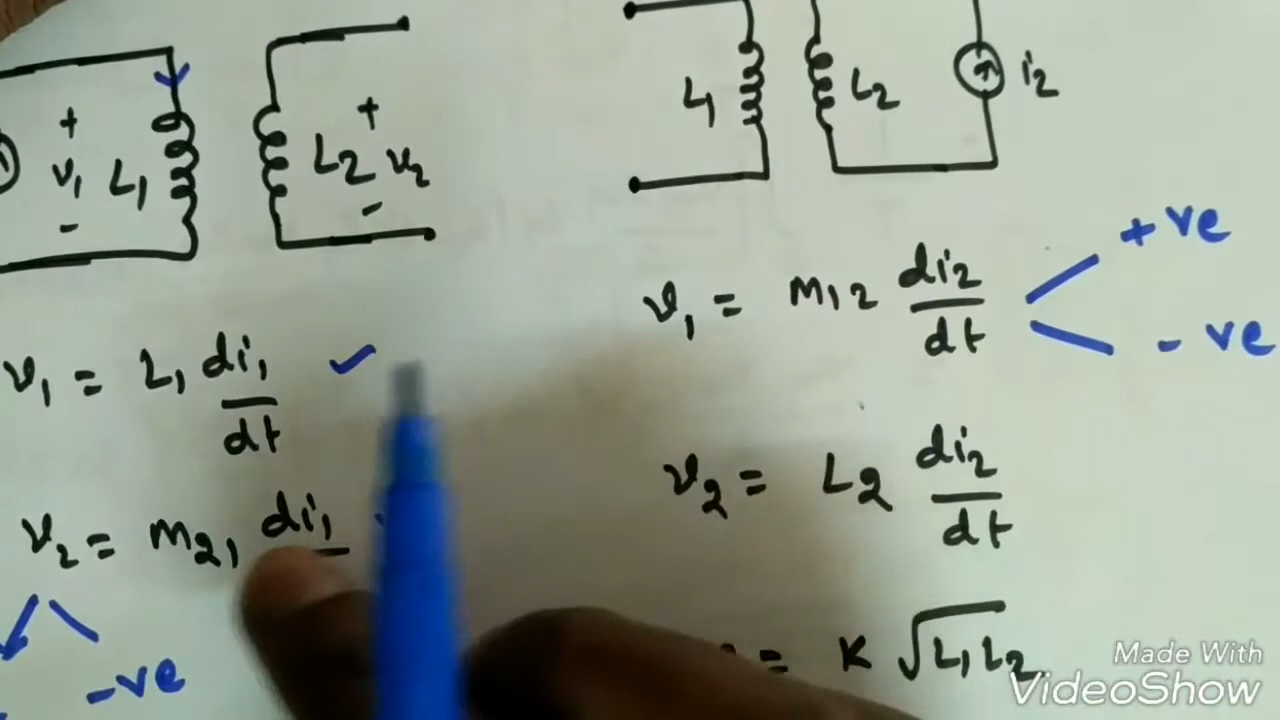 +
v₁ L₁
-
+
L₂ v₂
-
L₁ L₂ i₂
v₁ = L₁ di₁/dt
v₂ = M₂₁ di₁
-ve
v₁ = M₁₂ di₂/dt
+ve
-ve
v₂ = L₂ di₂/dt
= K √L₁L₂
Made With
VideoShow